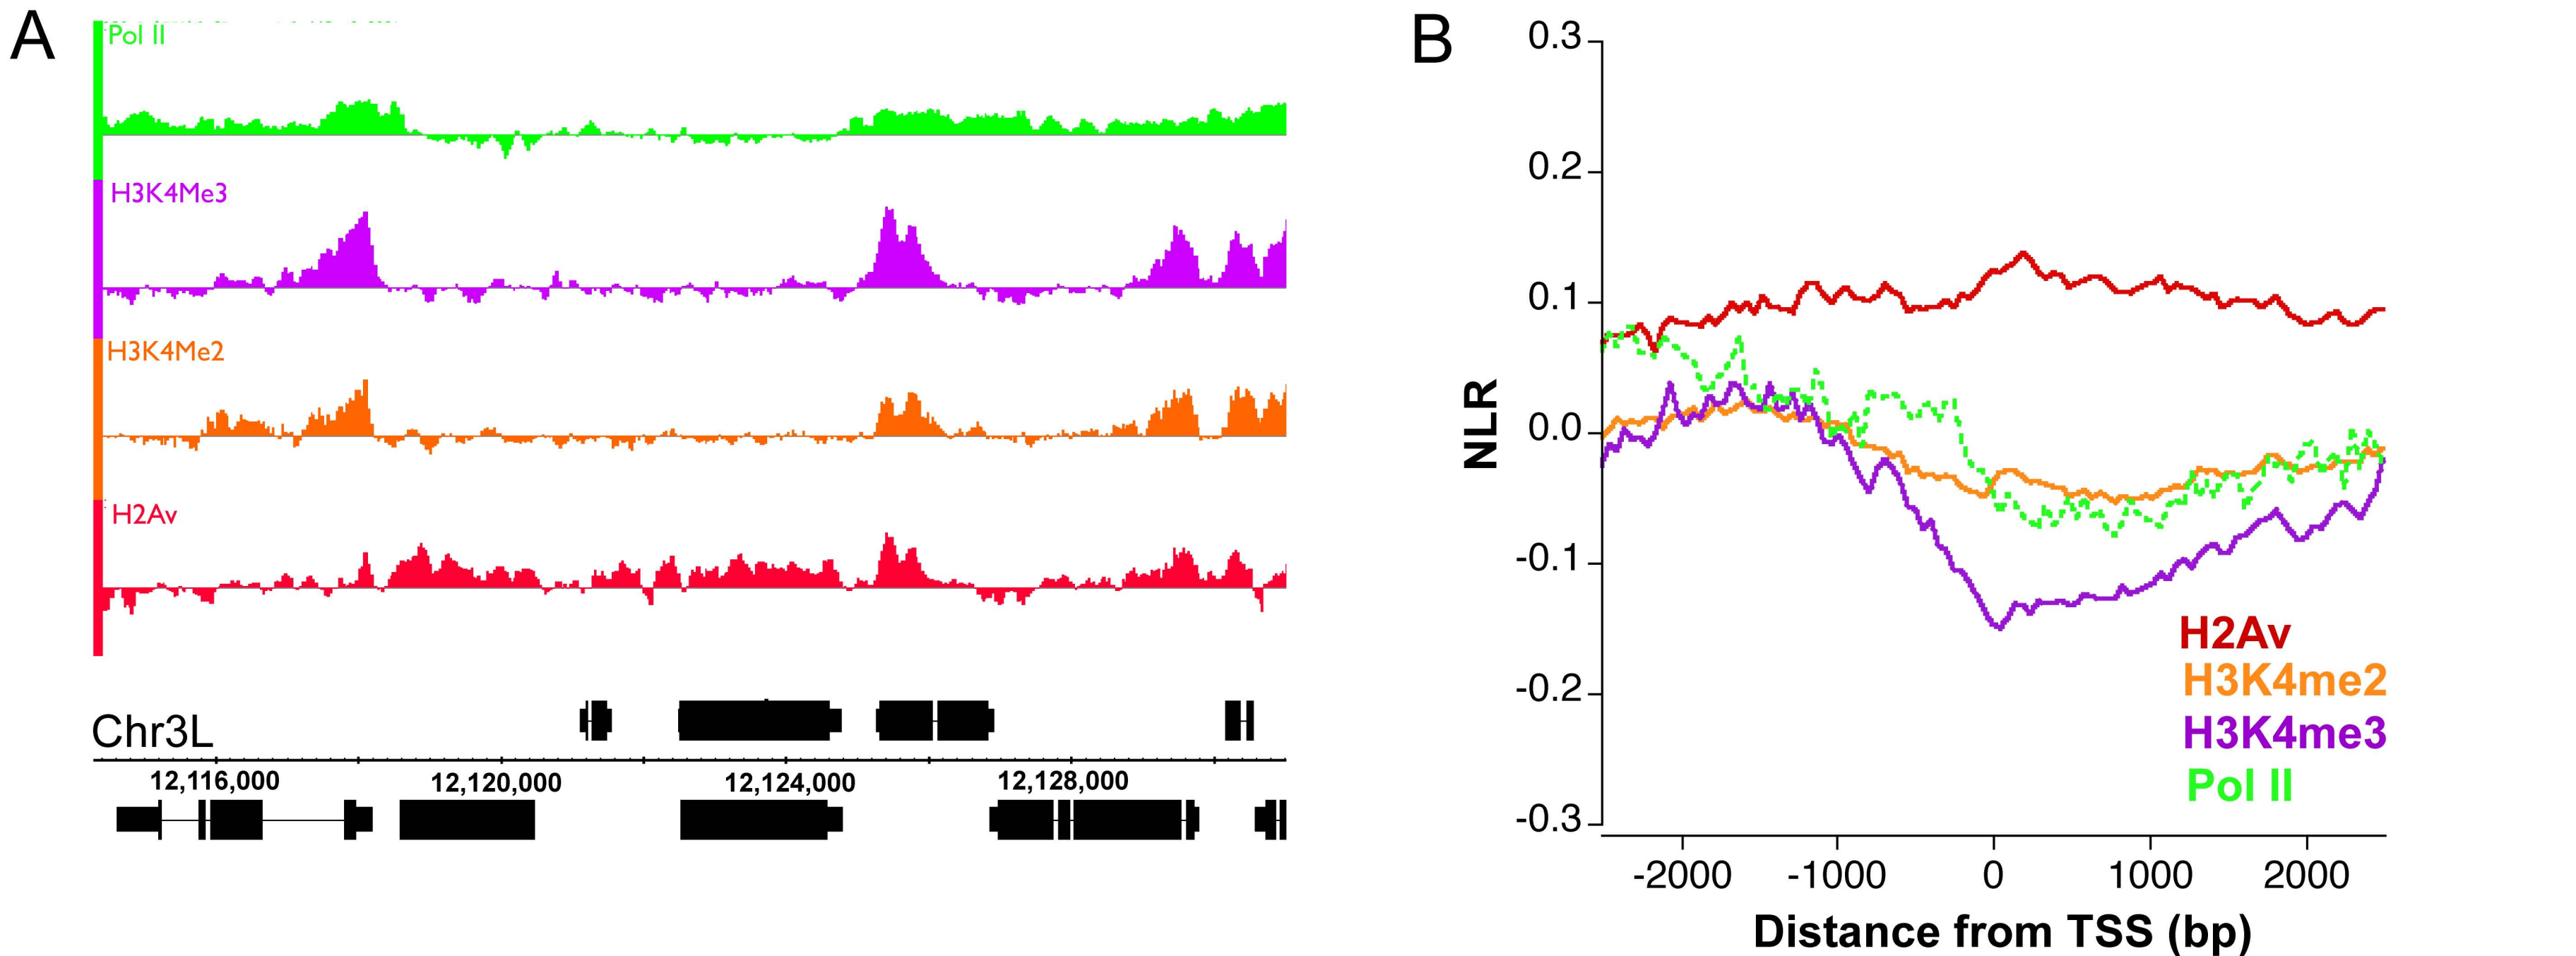 A
Pol II
H3K4Me3
H3K4Me2
H2Av
Chr3L
12,116,000 12,120,000 12,124,000 12,128,000
B
0.3
0.2
0.1
0.0
-0.1
-0.2
-0.3
NLR
H2Av
H3K4me2
H3K4me3
Pol II
-2000 -1000 0 1000 2000
Distance from TSS (bp)